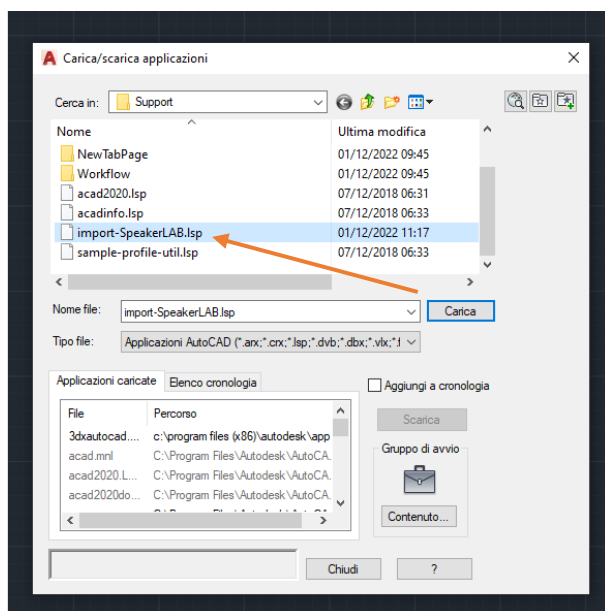 Carica/scarica applicazioni
Cerca in: Support
Nome Ultima modifica
NewTabPage 01/12/2022 09:45
Workflow 01/12/2022 09:45
acad2020.lsp 07/12/2018 06:31
acadinfo.lsp 07/12/2018 06:33
import-SpeakerLAB.lsp 01/12/2022 11:17
sample-profile-util.lsp 07/12/2018 06:33
Nome file: import-SpeakerLAB.lsp Carica
Tipo file: Applicazioni AutoCAD (*.arx;*.crx;*.lsp;*.dvb;*.dbx;*.vlx;*.f
Applicazioni caricate Elenco cronologia Aggiungi a cronologia
File Percorso Scarica
3dxautocad.... c:\program files (x86)\autodesk\app
acad.mnl C:\Program Files\Autodesk\AutoCA.
acad2020.L... C:\Program Files\Autodesk\AutoCA.
acad2020do... C:\Program Files\Autodesk\AutoCA.
Gruppo di avvio
Contenuto...
Chiudi ?